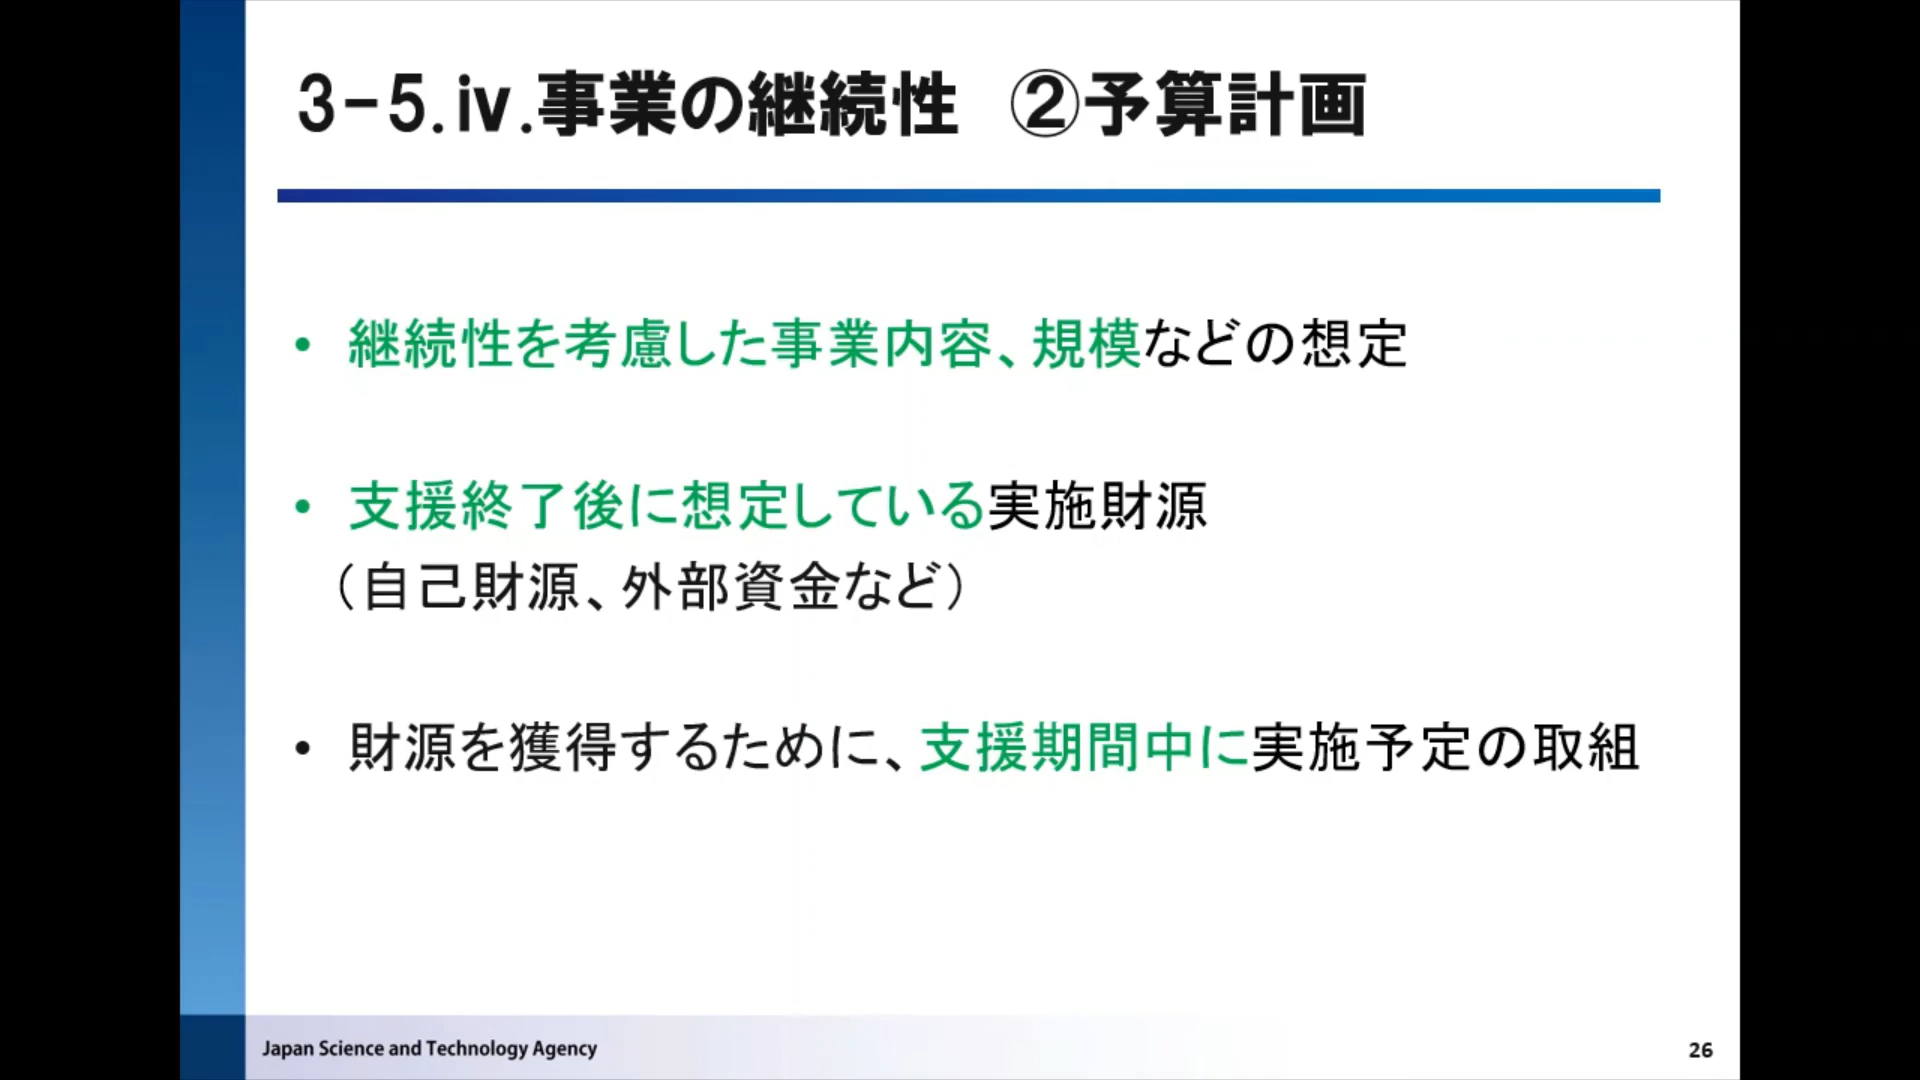 3-5.ⅳ.事業の継続性　②予算計画
• 継続性を考慮した事業内容、規模などの想定
• 支援終了後に想定している実施財源
（自己財源、外部資金など）
• 財源を獲得するために、支援期間中に実施予定の取組
Japan Science and Technology Agency
26